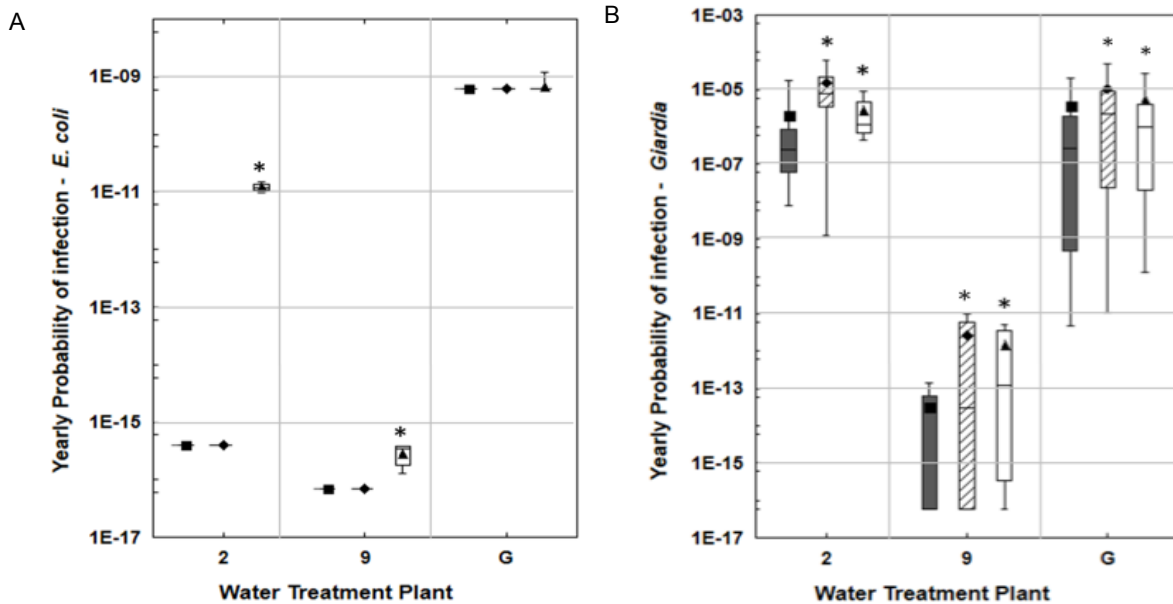 A
Yearly Probability of infection - E. coli
1E-09
1E-11
1E-13
1E-15
1E-17
*
*
2 9 G
Water Treatment Plant
B
Yearly Probability of infection - Giardia
1E-03
1E-05
1E-07
1E-09
1E-11
1E-13
1E-15
1E-17
* * * *
* *
2 9 G
Water Treatment Plant